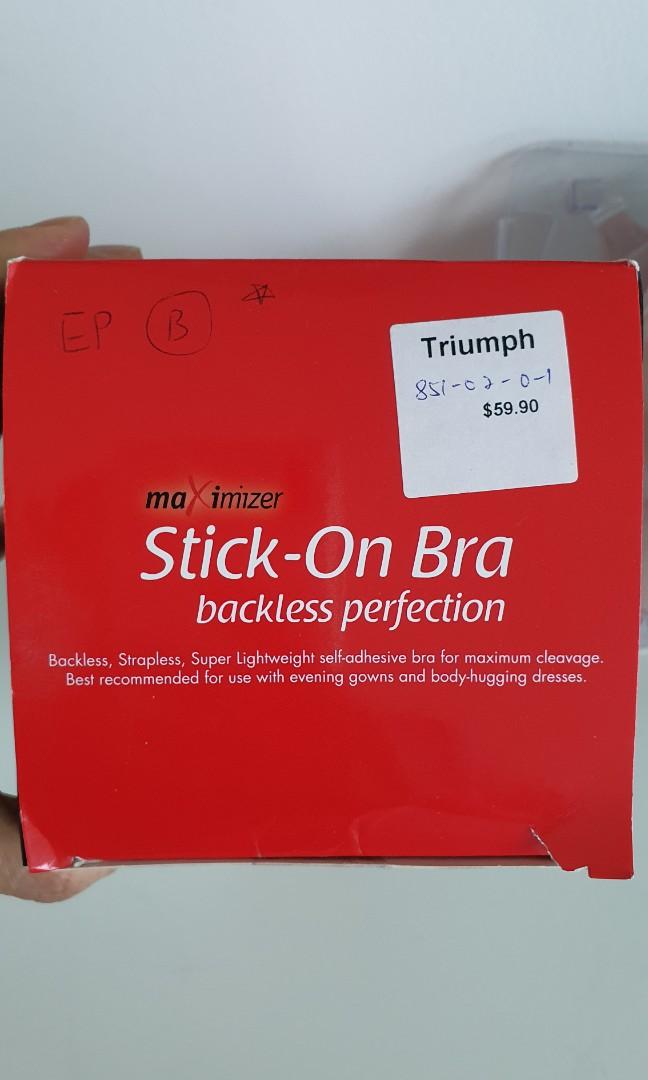 EP B
Triumph
851-02-0-1
$59.90
maXimizer
Stick-On Bra
backless perfection
Backless, Strapless, Super Lightweight self-adhesive bra for maximum cleavage.
Best recommended for use with evening gowns and body-hugging dresses.